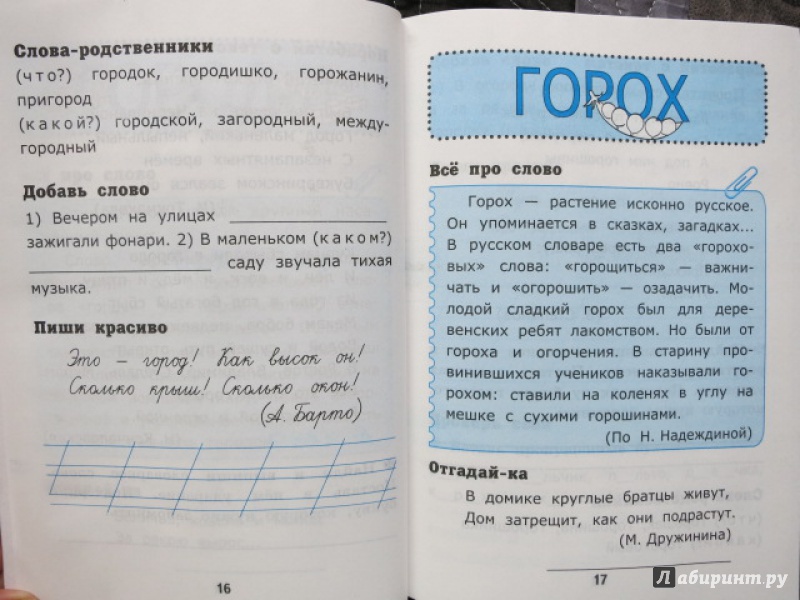 Слова-родственники
(что?) городок, городишко, горожанин,
пригород
(какой?) городской, загородный, между-
городный
Добавь слово
1) Вечером на улицах ____________________
зажигали фонари. 2) В маленьком (каком?)
____________________ саду звучала тихая
музыка.
Пиши красиво
Это – город! Как высок он!
Сколько крыш! Сколько окон!
(А. Барто)
16
ГОРОХ
Всё про слово
Горох — растение исконно русское.
Он упоминается в сказках, загадках...
В русском словаре есть два «горохо-
вых» слова: «горощиться» — важни-
чать и «огорошить» — озадачить. Мо-
лодой сладкий горох был для дере-
венских ребят лакомством. Но были от
гороха и огорчения. В старину про-
винившихся учеников наказывали го-
рохом: ставили на коленях в углу на
мешке с сухими горошинами.
(По Н. Надеждиной)
Отгадай-ка
В домике круглые братцы живут,
Дом затрещит, как они подрастут.
(М. Дружинина)
17
Лабиринт.ру